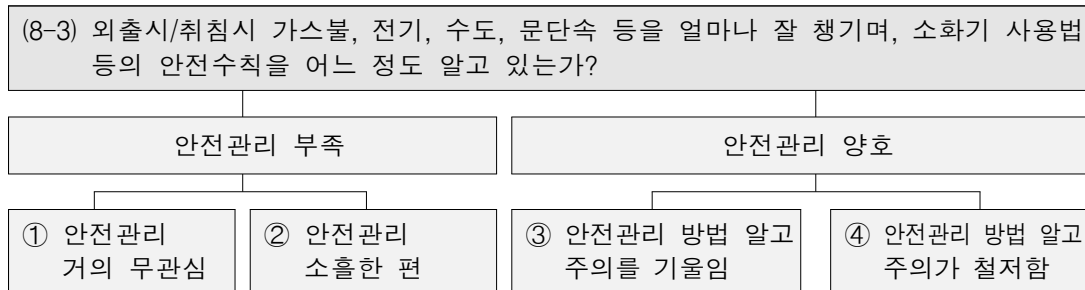 (8-3) 외출시/취침시 가스불, 전기, 수도, 문단속 등을 얼마나 잘 챙기며, 소화기 사용법
등의 안전수칙을 어느 정도 알고 있는가?
안전관리 부족
안전관리 양호
① 안전관리
거의 무관심
② 안전관리
소홀한 편
③ 안전관리 방법 알고
주의를 기울임
④ 안전관리 방법 알고
주의가 철저함